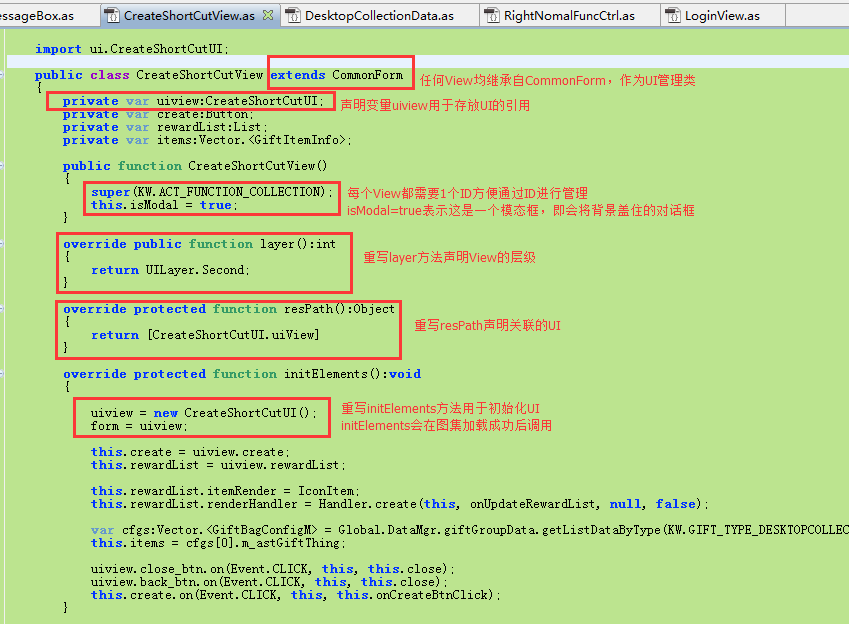 essageBox.as CreateShortCutView.as DesktopCollectionData.as RightNomalFuncCtrl.as LoginView.as
import ui.CreateShortCutUI;
public class CreateShortCutView extends CommonForm 任何View均继承自CommonForm，作为UI管理类
{
private var uiview:CreateShortCutUI; 声明变量uiview用于存放UI的引用
private var create:Button;
private var rewardList:List;
private var items:Vector.<GiftItemInfo>;
public function CreateShortCutView()
{
super(KW.ACT_FUNCTION_COLLECTION); 每个View都需要1个ID方便通过ID进行管理
this.isModal = true; isModal=true表示这是一个模态框，即会将背景盖住的对话框
}
override public function layer():int
{ 重写layer方法声明View的层级
return UILayer.Second;
}
override protected function resPath():Object
{ 重写resPath声明关联的UI
return [CreateShortCutUI.uiView]
}
override protected function initElements():void
{
uiview = new CreateShortCutUI(); 重写initElements方法用于初始化UI
form = uiview; initElements会在图集加载成功后调用
this.create = uiview.create;
this.rewardList = uiview.rewardList;
this.rewardList.itemRender = IconItem;
this.rewardList.renderHandler = Handler.create(this, onUpdateRewardList, null, false);
var cfgs:Vector.<GiftBagConfigM> = Global.DataMgr.giftGroupData.getListDataByType(KW.GIFT_TYPE_DESKTOPCOLLEC
this.items = cfgs[0].m_astGiftThing;
uiview.close_btn.on(Event.CLICK, this, this.close);
uiview.back_btn.on(Event.CLICK, this, this.close);
this.create.on(Event.CLICK, this, this.onCreateBtnClick);
}